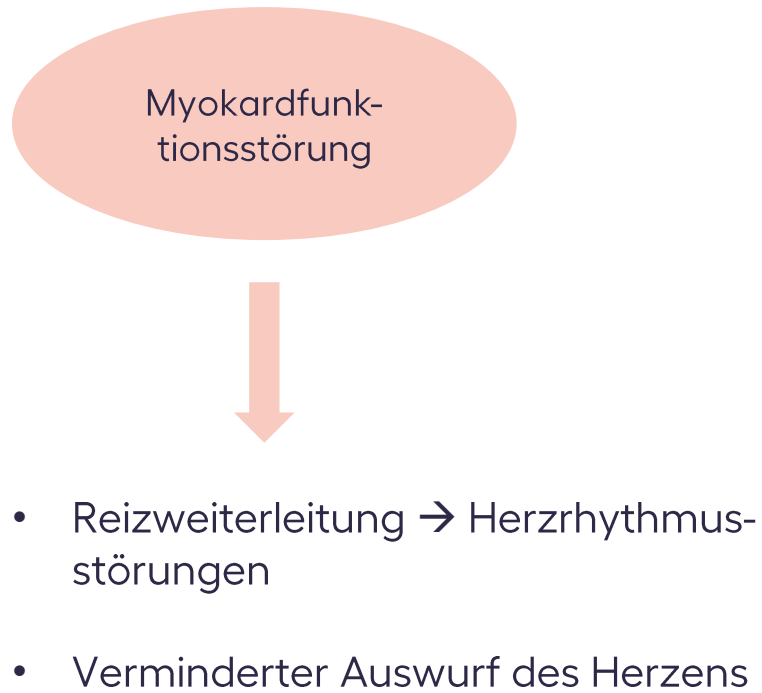 Myokardfunk-
tionsstörung
• Reizweiterleitung → Herzrhythmus-
störungen
• Verminderter Auswurf des Herzens